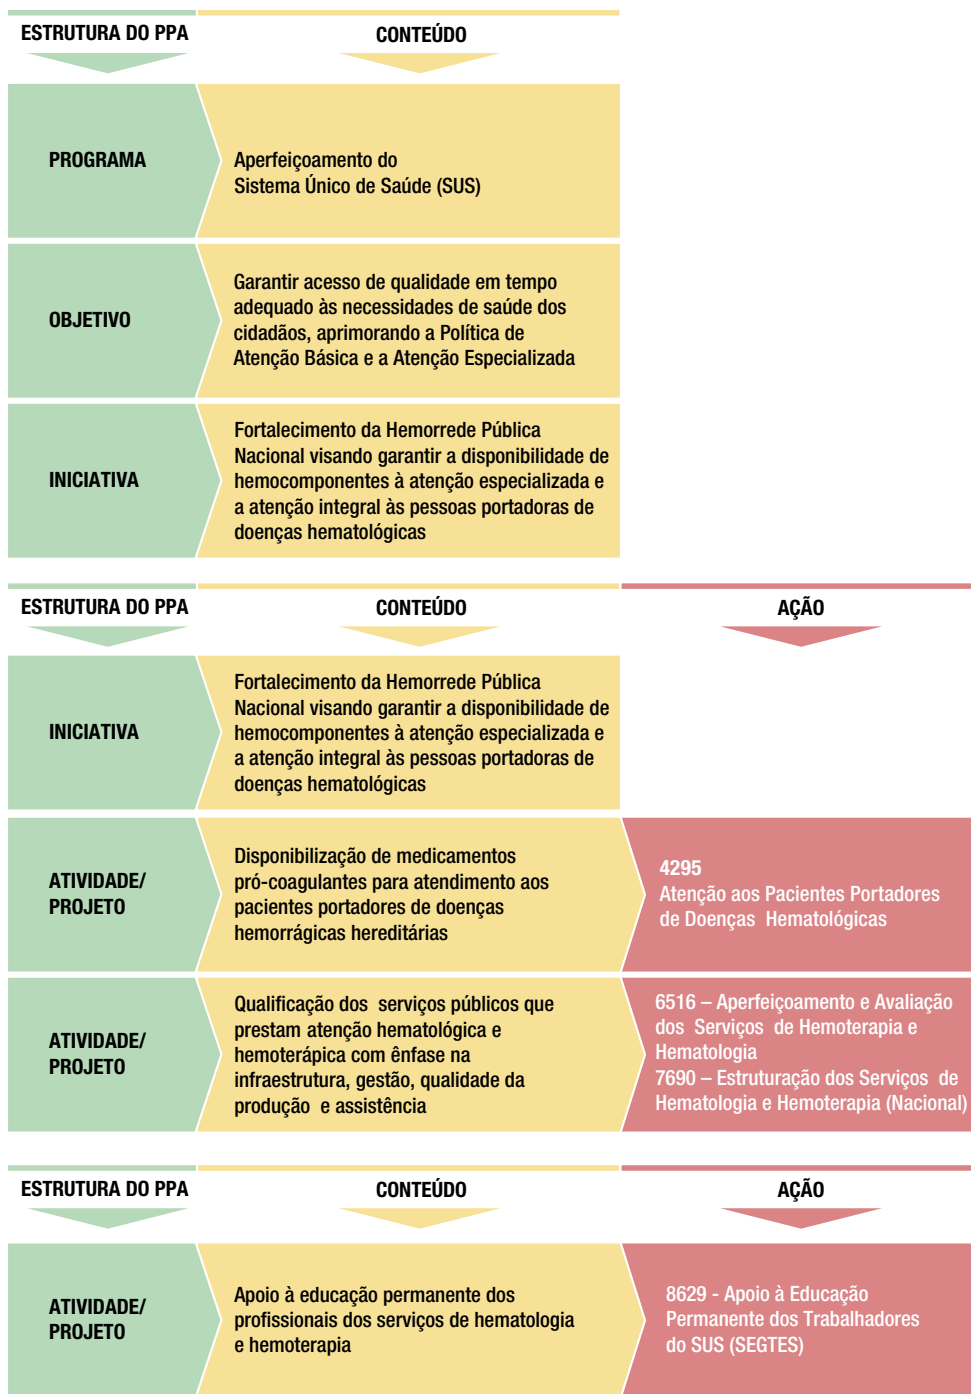 ESTRUTURA DO PPA
CONTEÚDO
PROGRAMA
Aperfeiçoamento do
Sistema Único de Saúde (SUS)
OBJETIVO
Garantir acesso de qualidade em tempo
adequado às necessidades de saúde dos
cidadãos, aprimorando a Política de
Atenção Básica e a Atenção Especializada
INICIATIVA
Fortalecimento da Hemorrede Pública
Nacional visando garantir a disponibilidade de
hemocomponentes à atenção especializada e
a atenção integral às pessoas portadoras de
doenças hematológicas
ESTRUTURA DO PPA
CONTEÚDO
AÇÃO
INICIATIVA
Fortalecimento da Hemorrede Pública
Nacional visando garantir a disponibilidade de
hemocomponentes à atenção especializada e
a atenção integral às pessoas portadoras de
doenças hematológicas
ATIVIDADE/
PROJETO
Disponibilização de medicamentos
pró-coagulantes para atendimento aos
pacientes portadores de doenças
hemorrágicas hereditárias
4295
Atenção aos Pacientes Portadores
de Doenças Hematológicas
ATIVIDADE/
PROJETO
Qualificação dos serviços públicos que
prestam atenção hematológica e
hemoterápica com ênfase na
infraestrutura, gestão, qualidade da
produção e assistência
6516 – Aperfeiçoamento e Avaliação
dos Serviços de Hemoterapia e
Hematologia
7690 – Estruturação dos Serviços de
Hematologia e Hemoterapia (Nacional)
ESTRUTURA DO PPA
CONTEÚDO
AÇÃO
ATIVIDADE/
PROJETO
Apoio à educação permanente dos
profissionais dos serviços de hematologia
e hemoterapia
8629 - Apoio à Educação
Permanente dos Trabalhadores
do SUS (SEGTES)